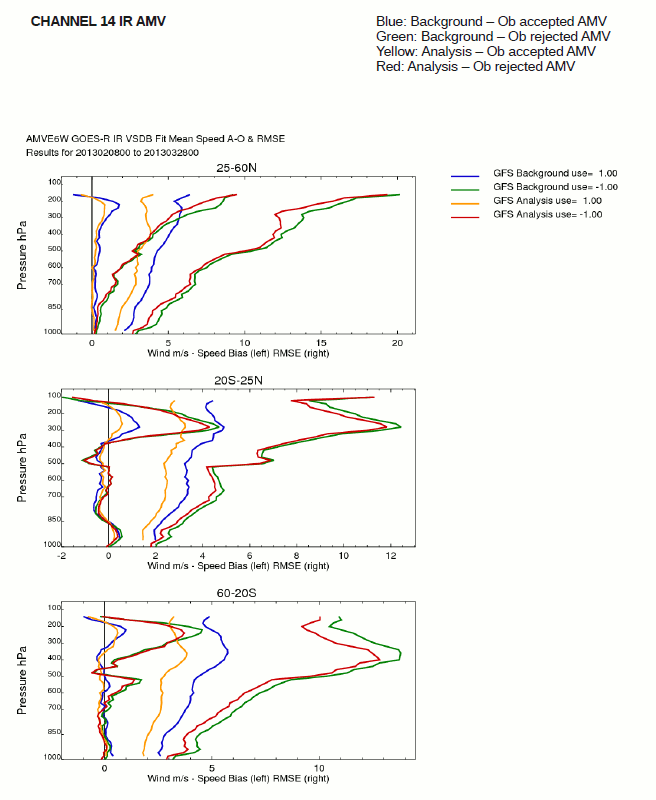 CHANNEL 14 IR AMV
Blue: Background – Ob accepted AMV
Green: Background – Ob rejected AMV
Yellow: Analysis – Ob accepted AMV
Red: Analysis – Ob rejected AMV
AMVE6W GOES-R IR VSDB Fit Mean Speed A-O & RMSE
Results for 2013020800 to 2013032800
25-60N
GFS Background use= 1.00
GFS Background use= -1.00
GFS Analysis use= 1.00
GFS Analysis use= -1.00
Pressure hPa
100
200
300
400
500
600
700
850
1000
0 5 10 15 20
Wind m/s - Speed Bias (left) RMSE (right)
20S-25N
Pressure hPa
100
200
300
400
500
600
700
850
1000
-2 0 2 4 6 8 10 12
Wind m/s - Speed Bias (left) RMSE (right)
60-20S
Pressure hPa
100
200
300
400
500
600
700
850
1000
0 5 10
Wind m/s - Speed Bias (left) RMSE (right)